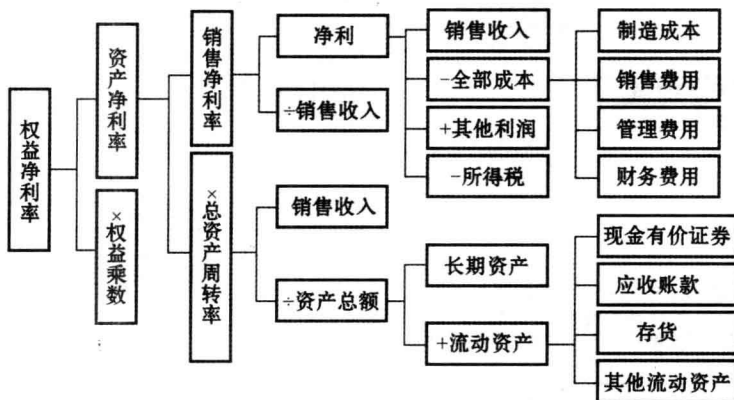 权益净利率
资产净利率
×权益乘数
销售净利率
×总资产周转率
净利
÷销售收入
销售收入
÷资产总额
销售收入
-全部成本
+其他利润
-所得税
长期资产
+流动资产
制造成本
销售费用
管理费用
财务费用
现金有价证券
应收账款
存货
其他流动资产